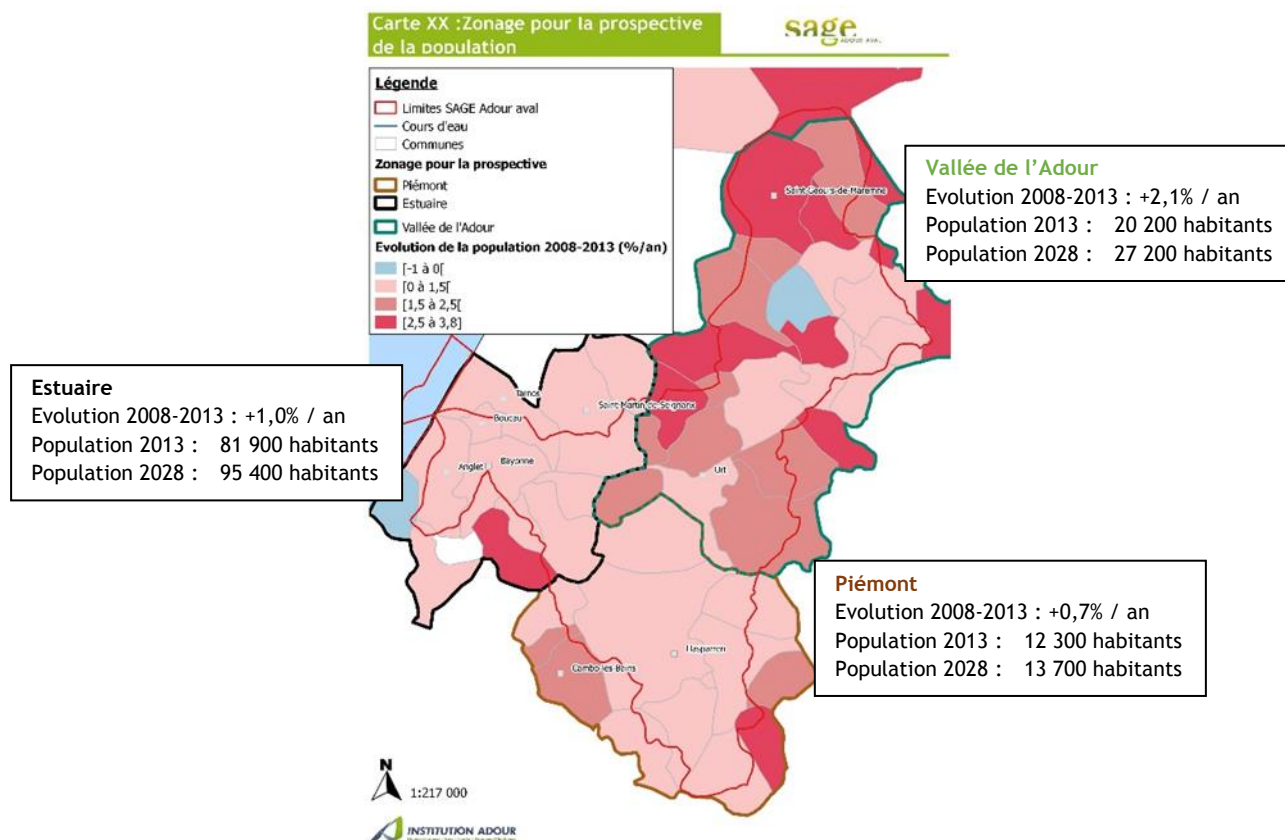 Carte XX :Zonage pour la prospective
de la population
sage
ADOUR AVAL
Légende
Limites SAGE Adour aval
Cours d'eau
Communes
Zonage pour la prospective
Piémont
Estuaire
Vallée de l'Adour
Evolution de la population 2008-2013 (%/an)
[-1 à 0[
[0 à 1,5[
[1,5 à 2,5[
[2,5 à 3,8]
Saint-Geours-de-Maremne
Vallée de l'Adour
Evolution 2008-2013 : +2,1% / an
Population 2013 : 20 200 habitants
Population 2028 : 27 200 habitants
Estuaire
Evolution 2008-2013 : +1,0% / an
Population 2013 : 81 900 habitants
Population 2028 : 95 400 habitants
Tarnos
Saint-Martin-de-Seignanx
Boucau
Anglet
Bayonne
Urt
Piémont
Evolution 2008-2013 : +0,7% / an
Population 2013 : 12 300 habitants
Population 2028 : 13 700 habitants
Hasparren
Cambo-les-Bains
N
1:217 000
INSTITUTION ADOUR